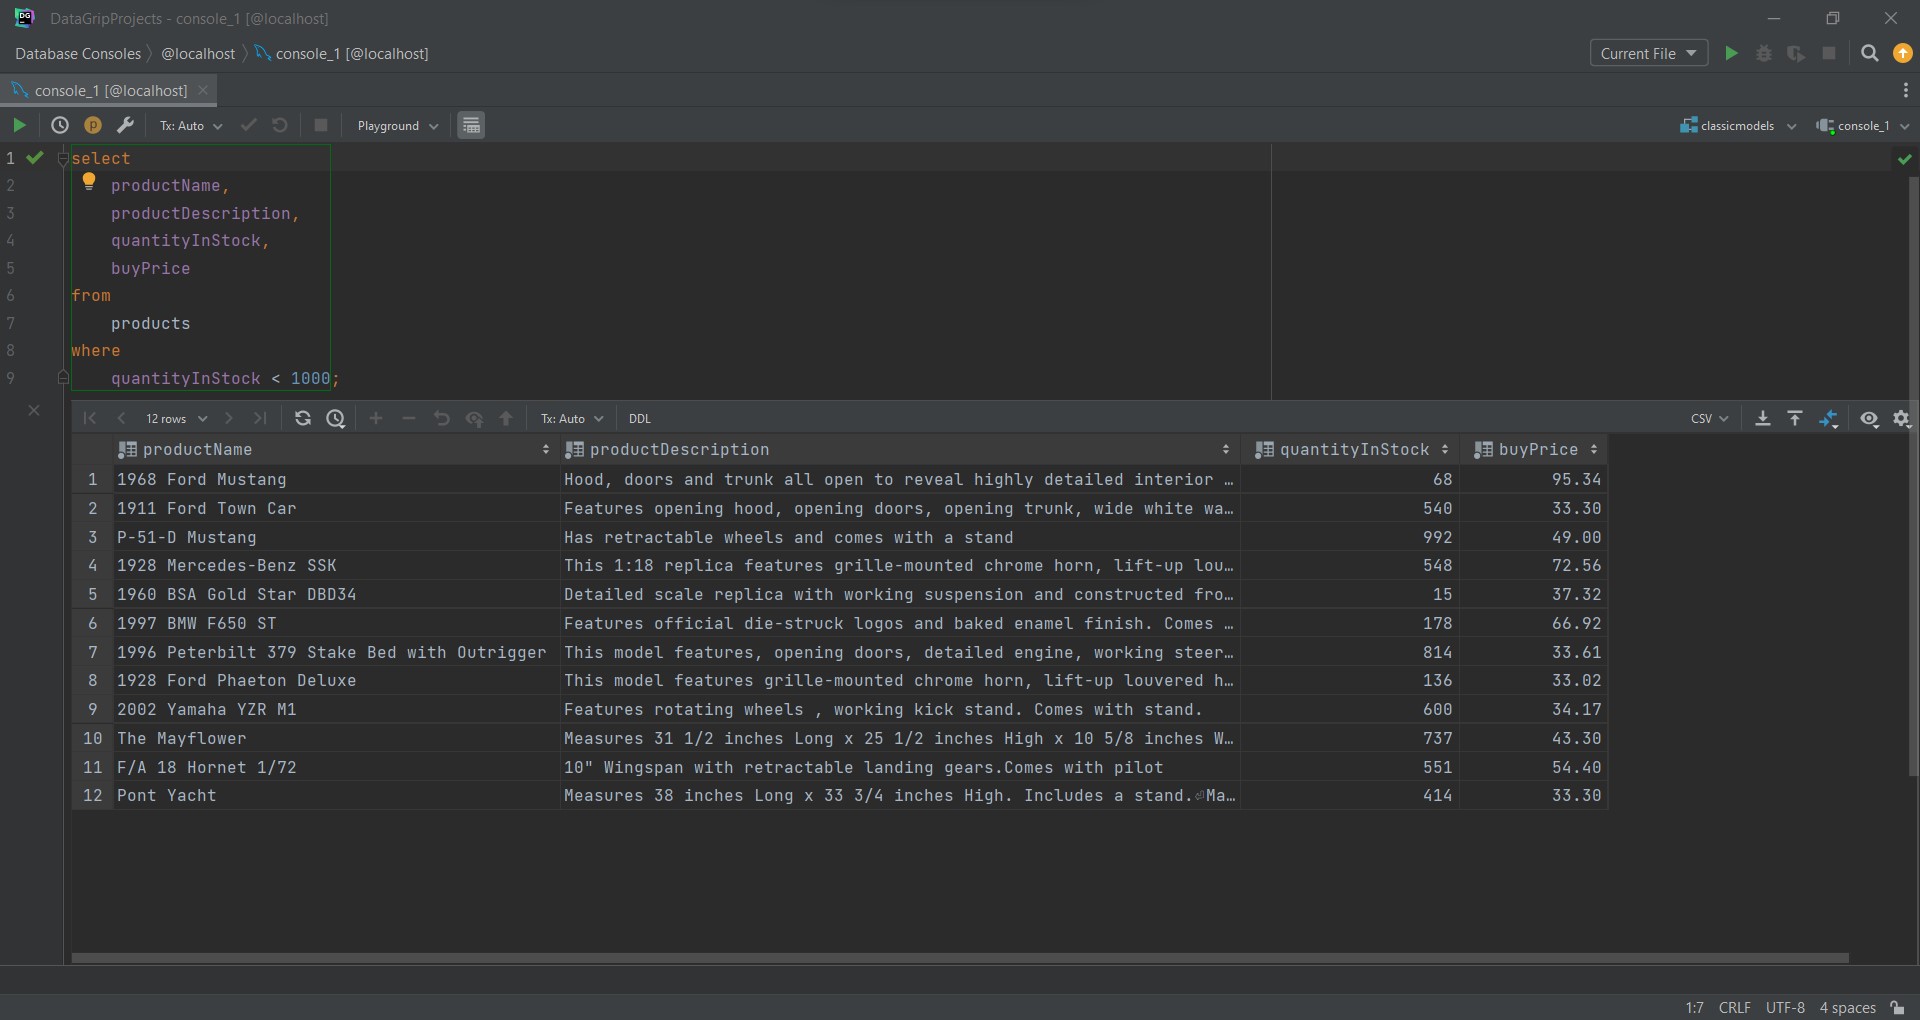 DG DataGripProjects - console_1 [@localhost]
Database Consoles @localhost console_1 [@localhost] Current File
console_1 [@localhost]
p Tx: Auto Playground classicmodels console_1
1 select
2 productName,
3 productDescription,
4 quantityInStock,
5 buyPrice
6 from
7 products
8 where
9 quantityInStock < 1000;
12 rows Tx: Auto DDL CSV
productName productDescription quantityInStock buyPrice
1 1968 Ford Mustang Hood, doors and trunk all open to reveal highly detailed interior … 68 95.34
2 1911 Ford Town Car Features opening hood, opening doors, opening trunk, wide white wa… 540 33.30
3 P-51-D Mustang Has retractable wheels and comes with a stand 992 49.00
4 1928 Mercedes-Benz SSK This 1:18 replica features grille-mounted chrome horn, lift-up lou… 548 72.56
5 1960 BSA Gold Star DBD34 Detailed scale replica with working suspension and constructed fro… 15 37.32
6 1997 BMW F650 ST Features official die-struck logos and baked enamel finish. Comes … 178 66.92
7 1996 Peterbilt 379 Stake Bed with Outrigger This model features, opening doors, detailed engine, working steer… 814 33.61
8 1928 Ford Phaeton Deluxe This model features grille-mounted chrome horn, lift-up louvered h… 136 33.02
9 2002 Yamaha YZR M1 Features rotating wheels , working kick stand. Comes with stand. 600 34.17
10 The Mayflower Measures 31 1/2 inches Long x 25 1/2 inches High x 10 5/8 inches W… 737 43.30
11 F/A 18 Hornet 1/72 10" Wingspan with retractable landing gears.Comes with pilot 551 54.40
12 Pont Yacht Measures 38 inches Long x 33 3/4 inches High. Includes a stand.⏎Ma… 414 33.30
1:7 CRLF UTF-8 4 spaces